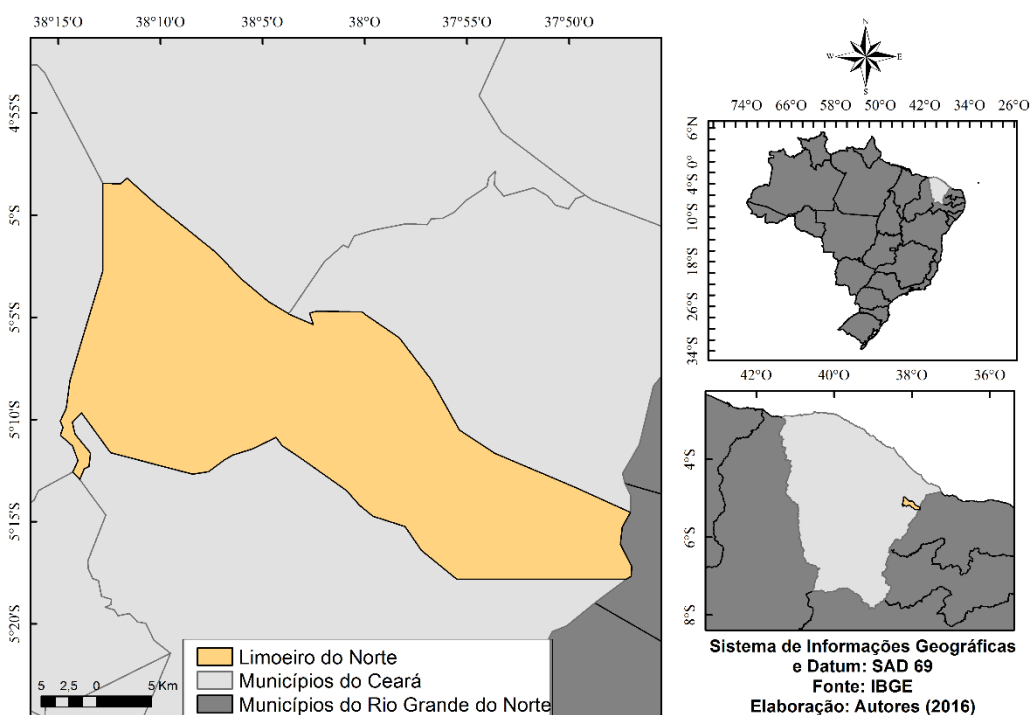 38°15'O 38°10'O 38°5'O 38°O 37°55'O 37°50'O
4°55'S
5°S
5°5'S
5°10'S
5°15'S
5°20'S
Limoeiro do Norte
Municípios do Ceará
Municípios do Rio Grande do Norte
5 2,5 0 5 Km
N
W E
S
74°O 66°O 58°O 50°O 42°O 34°O 26°O
6°N
0°
4°S
10°S
18°S
26°S
34°S
42°O 40°O 38°O 36°O
4°S
6°S
8°S
Sistema de Informações Geográficas
e Datum: SAD 69
Fonte: IBGE
Elaboração: Autores (2016)